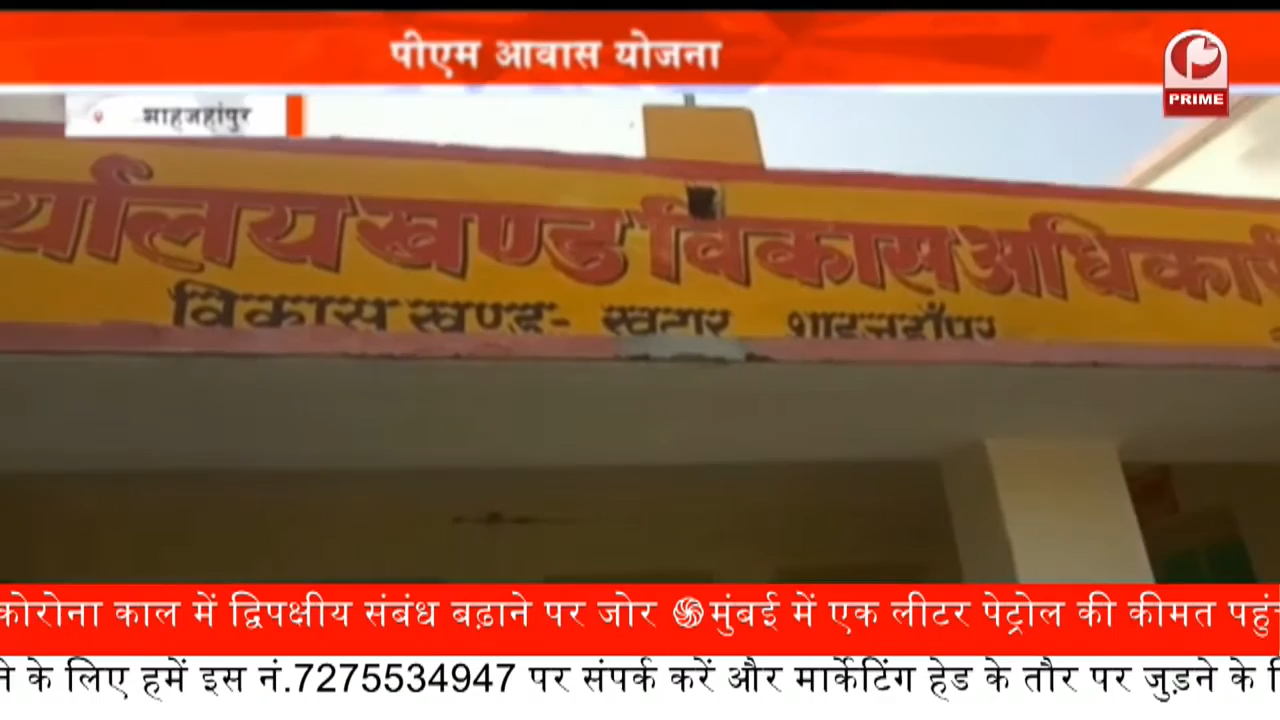 पीएम आवास योजना
PRIME
शाहजहांपुर
र्यालय खण्ड विकास अधिकारी
विकास खण्ड- खुटार शाहजहाँपुर
कोरोना काल में द्विपक्षीय संबंध बढ़ाने पर जोर मुंबई में एक लीटर पेट्रोल की कीमत पहुं
ने के लिए हमें इस नं.7275534947 पर संपर्क करें और मार्केटिंग हेड के तौर पर जुड़ने के लि